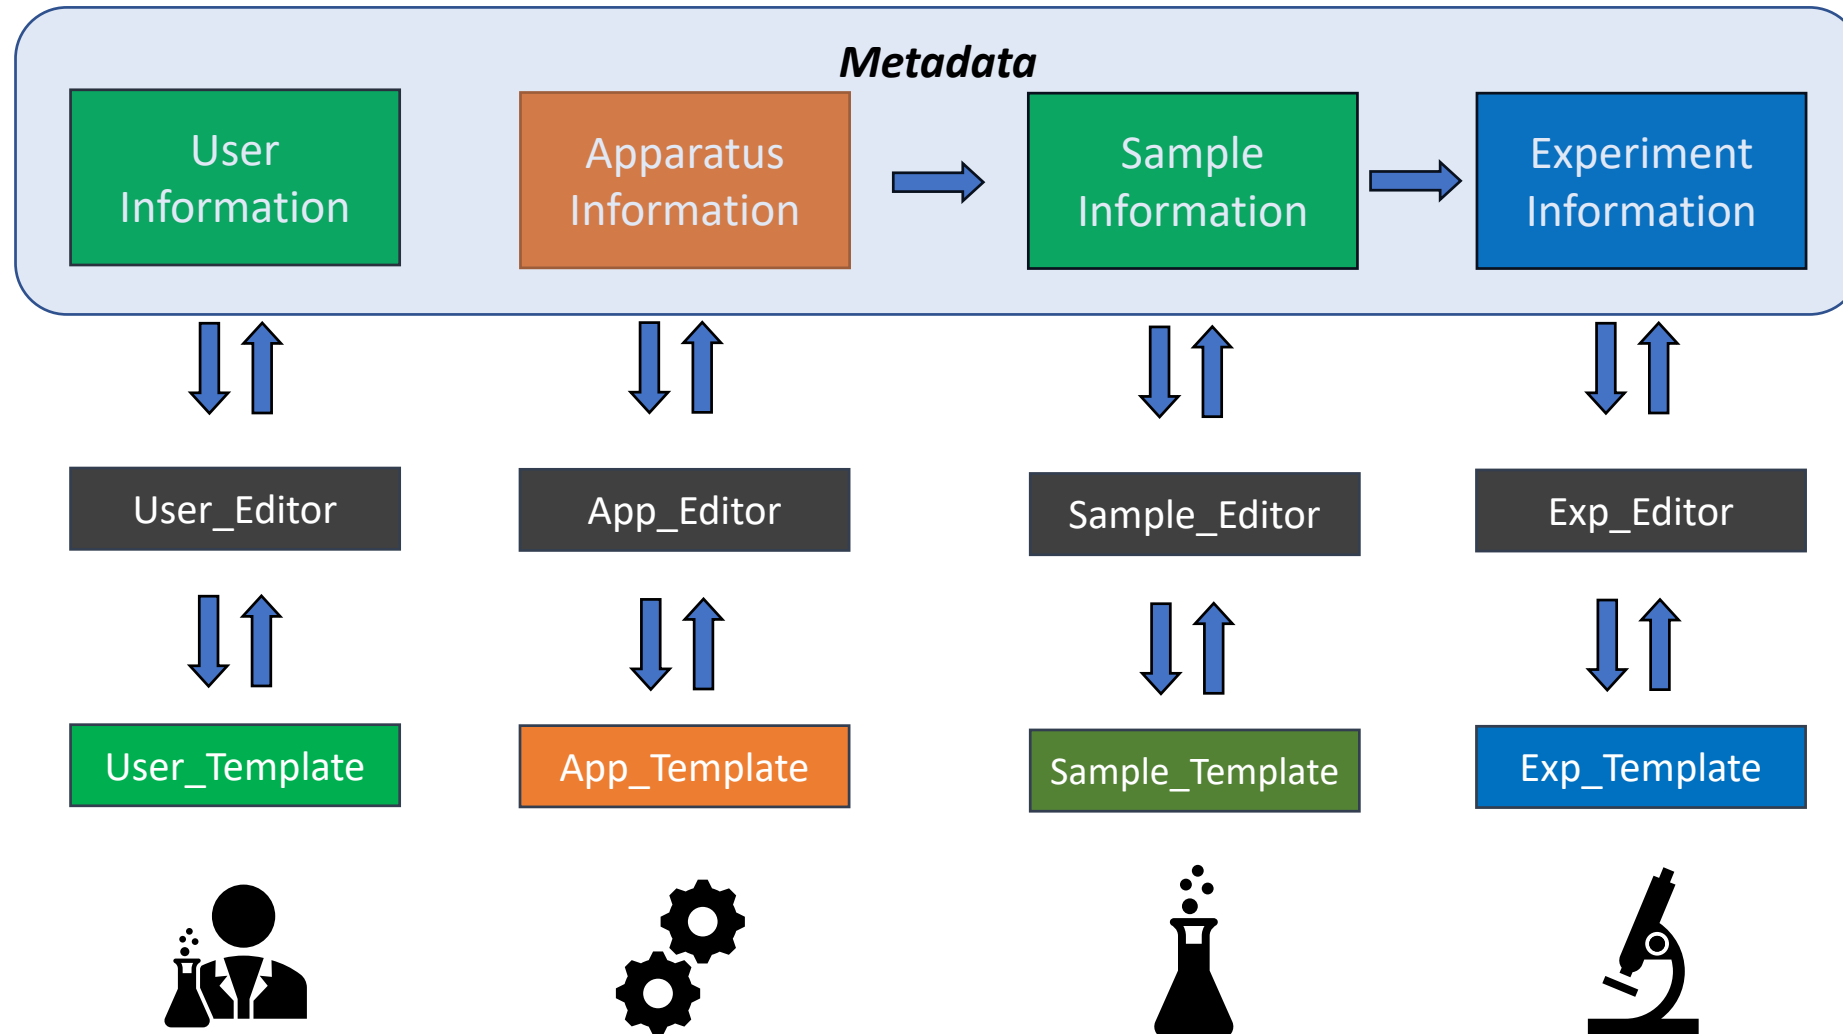 Metadata
User
Information
Apparatus
Information
Sample
Information
Experiment
Information
User_Editor
App_Editor
Sample_Editor
Exp_Editor
User_Template
App_Template
Sample_Template
Exp_Template